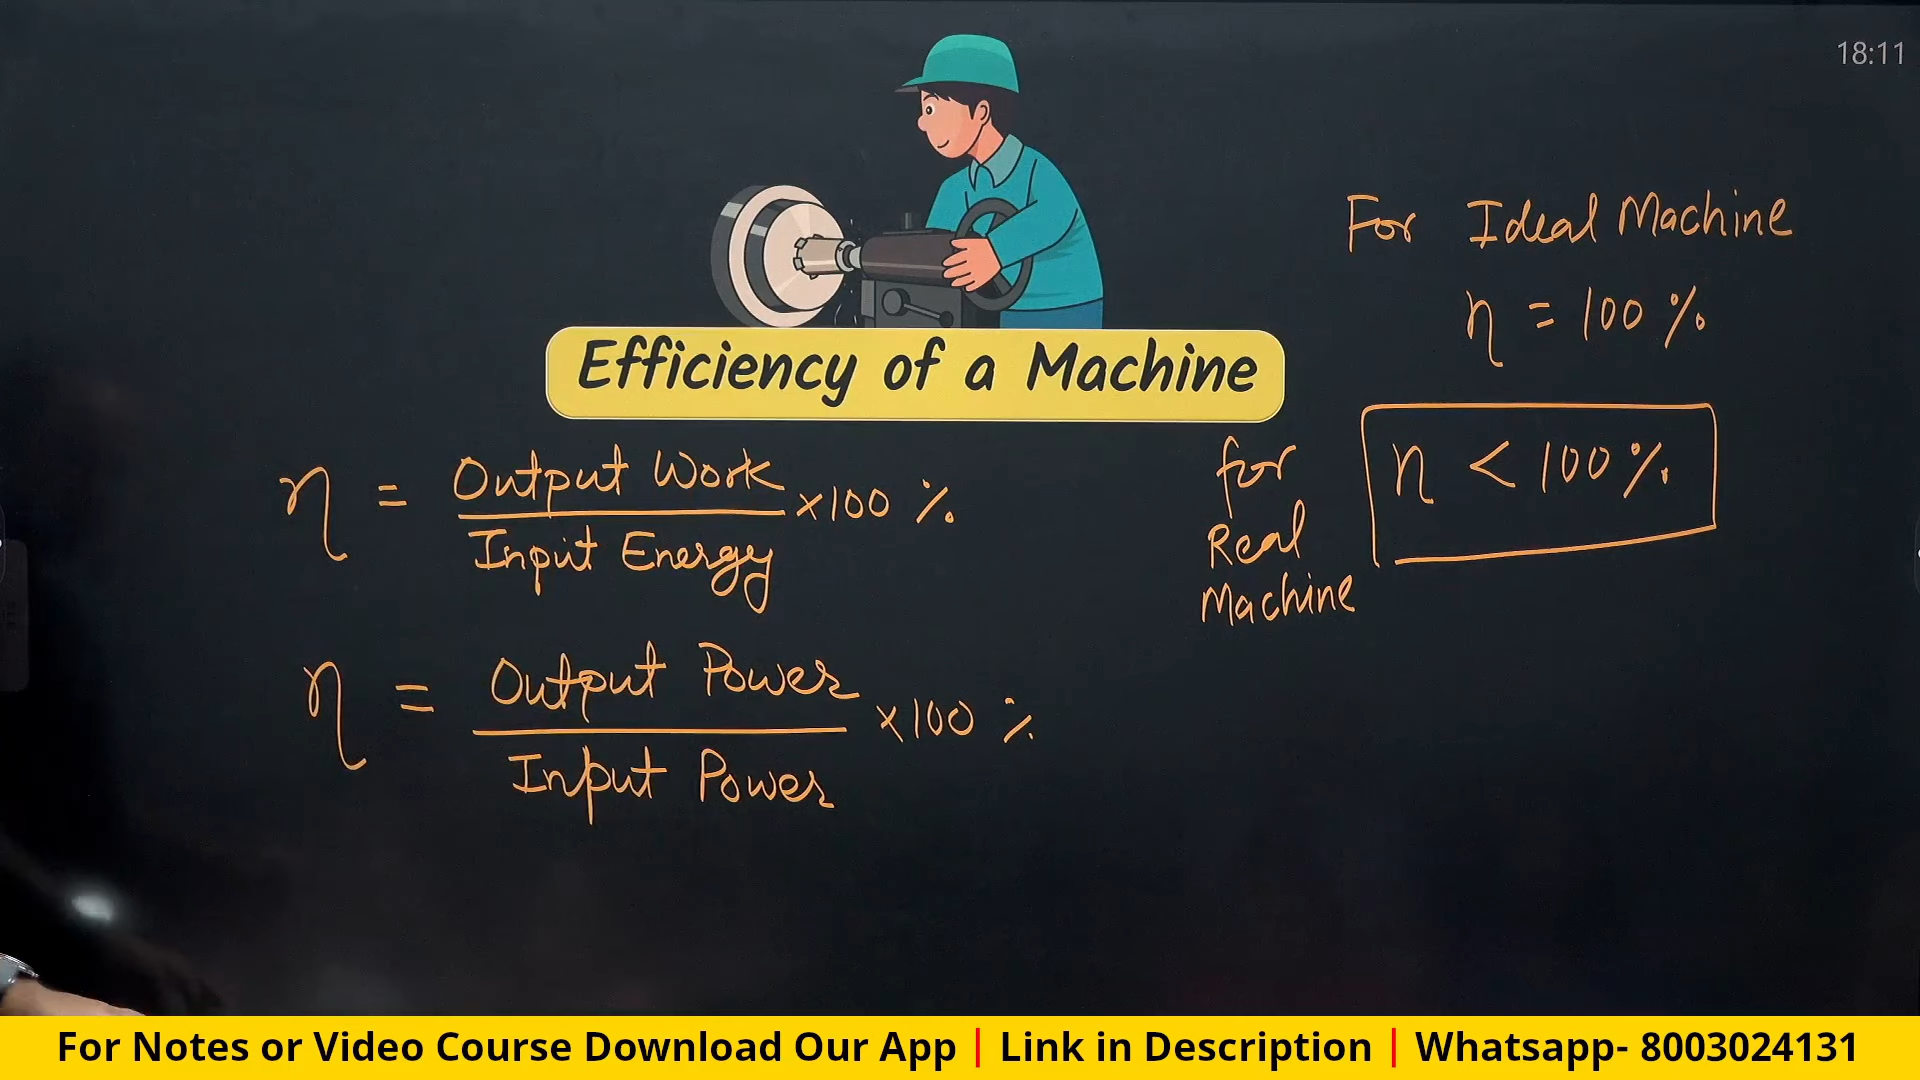 18:11
For Ideal Machine
η = 100 %
Efficiency of a Machine
η = Output Work / Input Energy ×100 %
for Real Machine
η < 100 %
η = Output Power / Input Power ×100 %
For Notes or Video Course Download Our App | Link in Description | Whatsapp- 8003024131